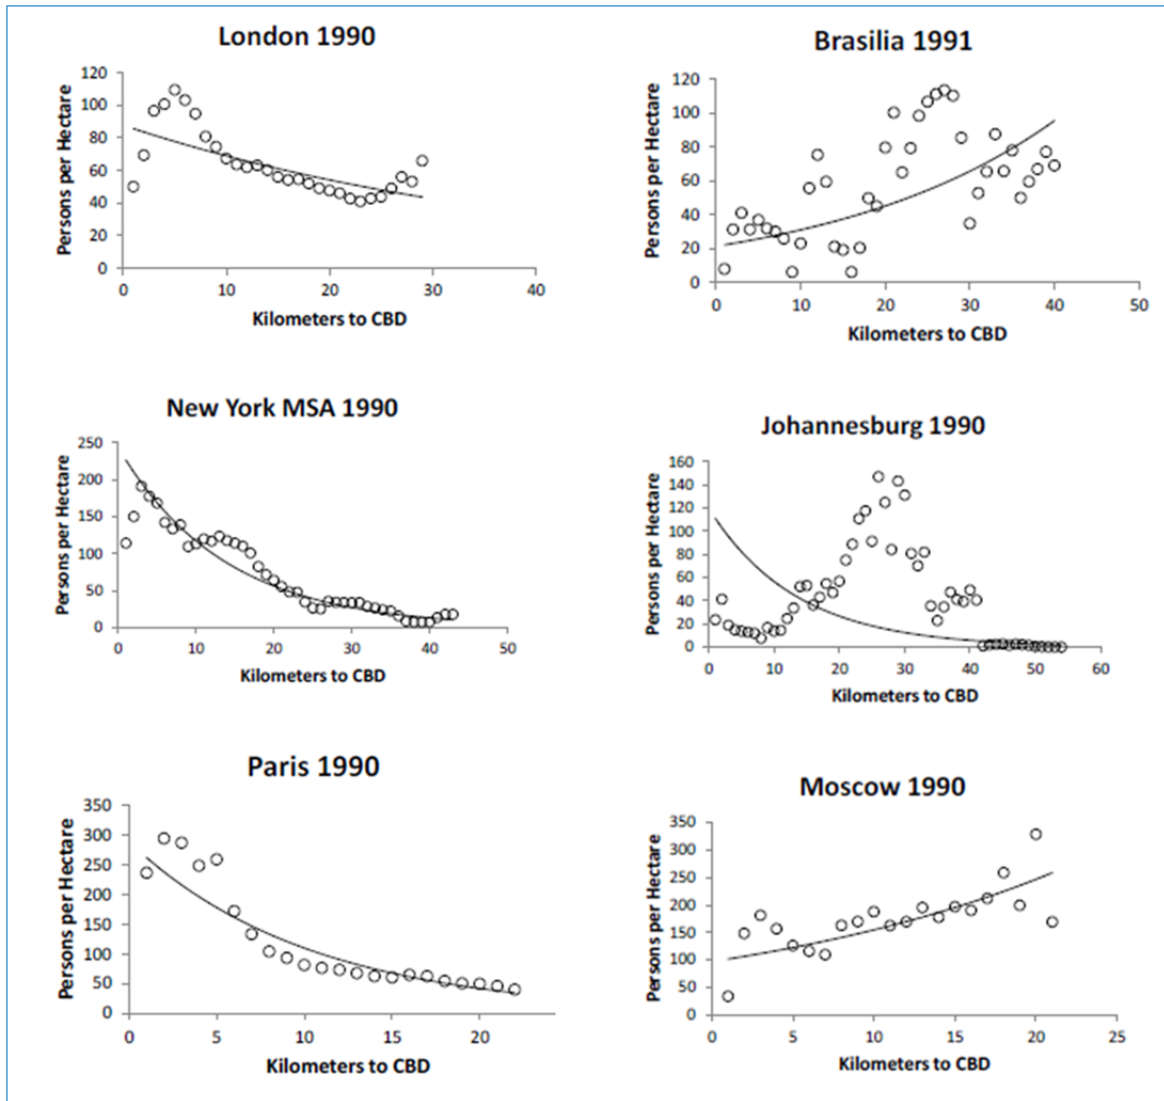 London 1990
Persons per Hectare
120
100
80
60
40
20
0
0 10 20 30 40
Kilometers to CBD
Brasilia 1991
Persons per Hectare
120
100
80
60
40
20
0
0 10 20 30 40 50
Kilometers to CBD
New York MSA 1990
Persons per Hectare
250
200
150
100
50
0
0 10 20 30 40 50
Kilometers to CBD
Johannesburg 1990
Persons per Hectare
160
140
120
100
80
60
40
20
0
0 10 20 30 40 50 60
Kilometers to CBD
Paris 1990
Persons per Hectare
350
300
250
200
150
100
50
0
0 5 10 15 20
Kilometers to CBD
Moscow 1990
Persons per Hectare
350
300
250
200
150
100
50
0
0 5 10 15 20 25
Kilometers to CBD